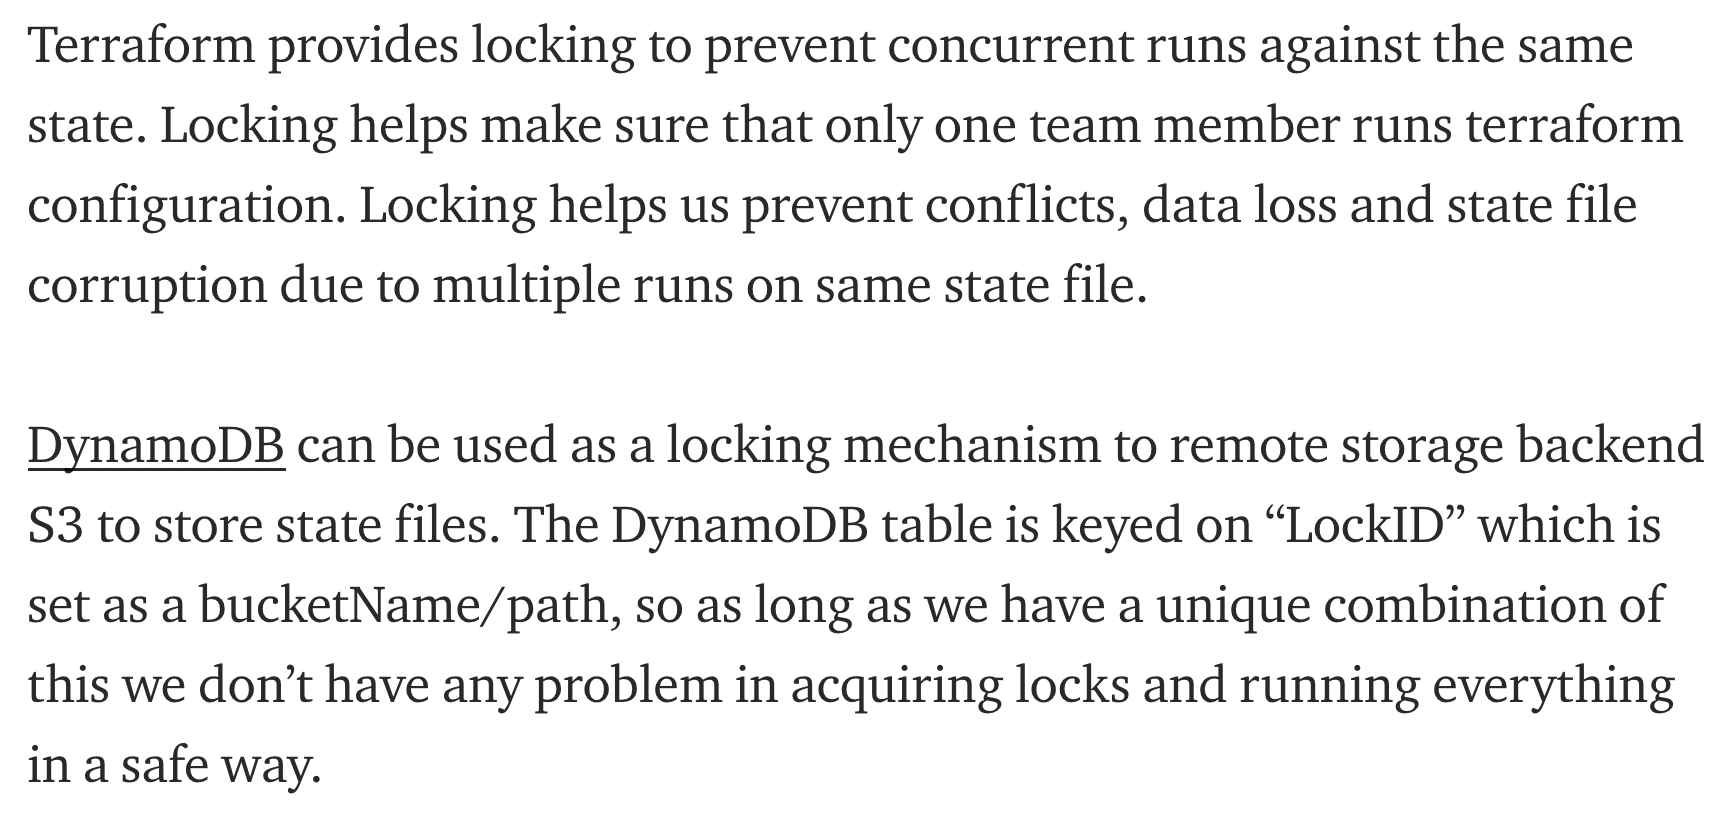 Terraform provides locking to prevent concurrent runs against the same
state. Locking helps make sure that only one team member runs terraform
configuration. Locking helps us prevent conflicts, data loss and state file
corruption due to multiple runs on same state file.
DynamoDB can be used as a locking mechanism to remote storage backend
S3 to store state files. The DynamoDB table is keyed on “LockID” which is
set as a bucketName/path, so as long as we have a unique combination of
this we don’t have any problem in acquiring locks and running everything
in a safe way.